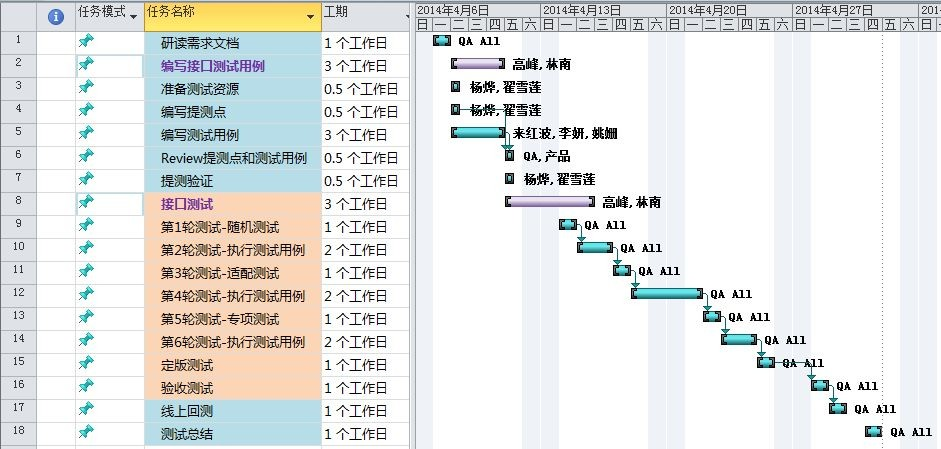 任务模式 任务名称 工期 2014年4月6日 2014年4月13日 2014年4月20日 2014年4月27日 2014
日 一 二 三 四 五 六 日 一 二 三 四 五 六 日 一 二 三 四 五 六 日 一 二 三 四 五 六 日
1 研读需求文档 1 个工作日 QA All
2 编写接口测试用例 3 个工作日 高峰,林南
3 准备测试资源 0.5 个工作日 杨烨,翟雪莲
4 编写提测点 0.5 个工作日 杨烨,翟雪莲
5 编写测试用例 3 个工作日 来红波,李妍,姚姗
6 Review提测点和测试用例 0.5 个工作日 QA,产品
7 提测验证 0.5 个工作日 杨烨,翟雪莲
8 接口测试 3 个工作日 高峰,林南
9 第1轮测试-随机测试 1 个工作日 QA All
10 第2轮测试-执行测试用例 2 个工作日 QA All
11 第3轮测试-适配测试 1 个工作日 QA All
12 第4轮测试-执行测试用例 2 个工作日 QA All
13 第5轮测试-专项测试 1 个工作日 QA All
14 第6轮测试-执行测试用例 2 个工作日 QA All
15 定版测试 1 个工作日 QA All
16 验收测试 1 个工作日 QA All
17 线上回测 1 个工作日 QA All
18 测试总结 1 个工作日 QA All